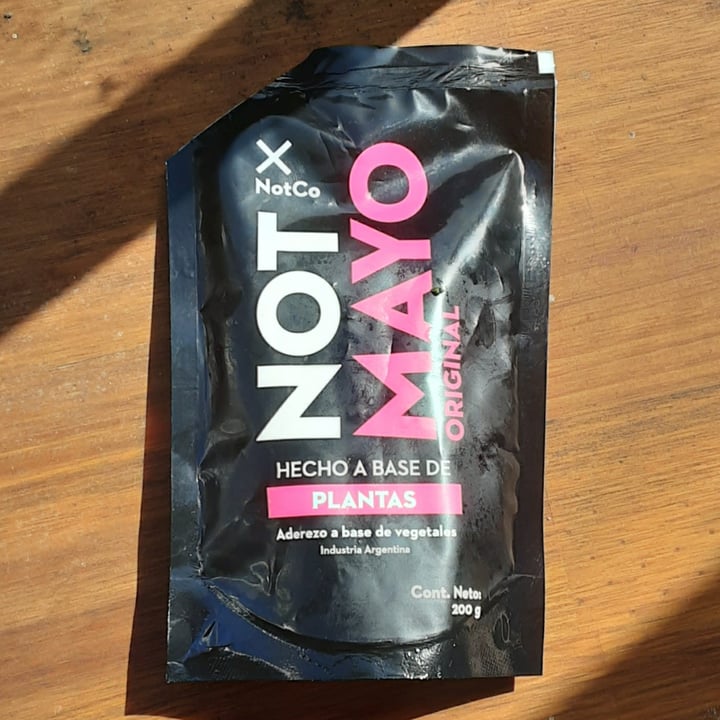 NotCo
NOT
MAYO
ORIGINAL
HECHO A BASE DE
PLANTAS
Aderezo a base de vegetales
Industria Argentina
Cont. Neto:
200 g